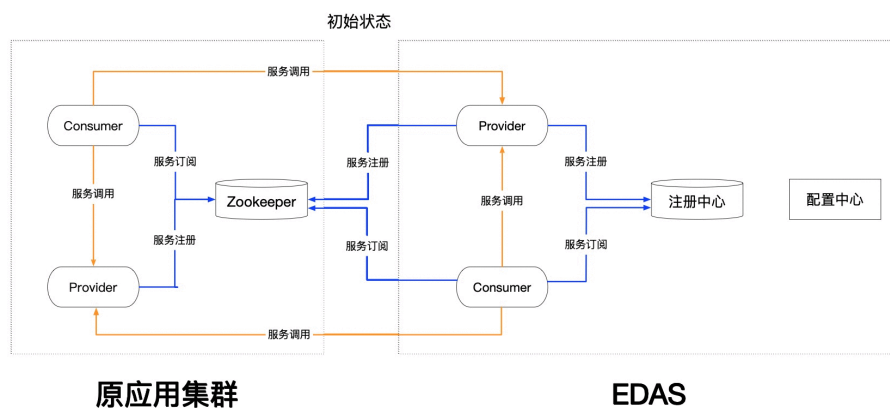 初始状态
服务调用
Consumer
Provider
服务订阅
服务注册
服务注册
服务调用
Zookeeper
服务调用
注册中心
配置中心
服务注册
服务订阅
服务订阅
Provider
Consumer
服务调用
原应用集群
EDAS